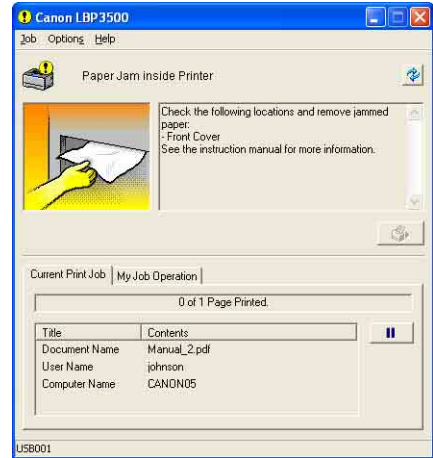 Canon LBP3500
Job Options Help
Paper Jam inside Printer
Check the following locations and remove jammed
paper:
- Front Cover
See the instruction manual for more information.
Current Print Job My Job Operation
0 of 1 Page Printed.
Title Contents
Document Name Manual_2.pdf
User Name johnson
Computer Name CANON05
USB001